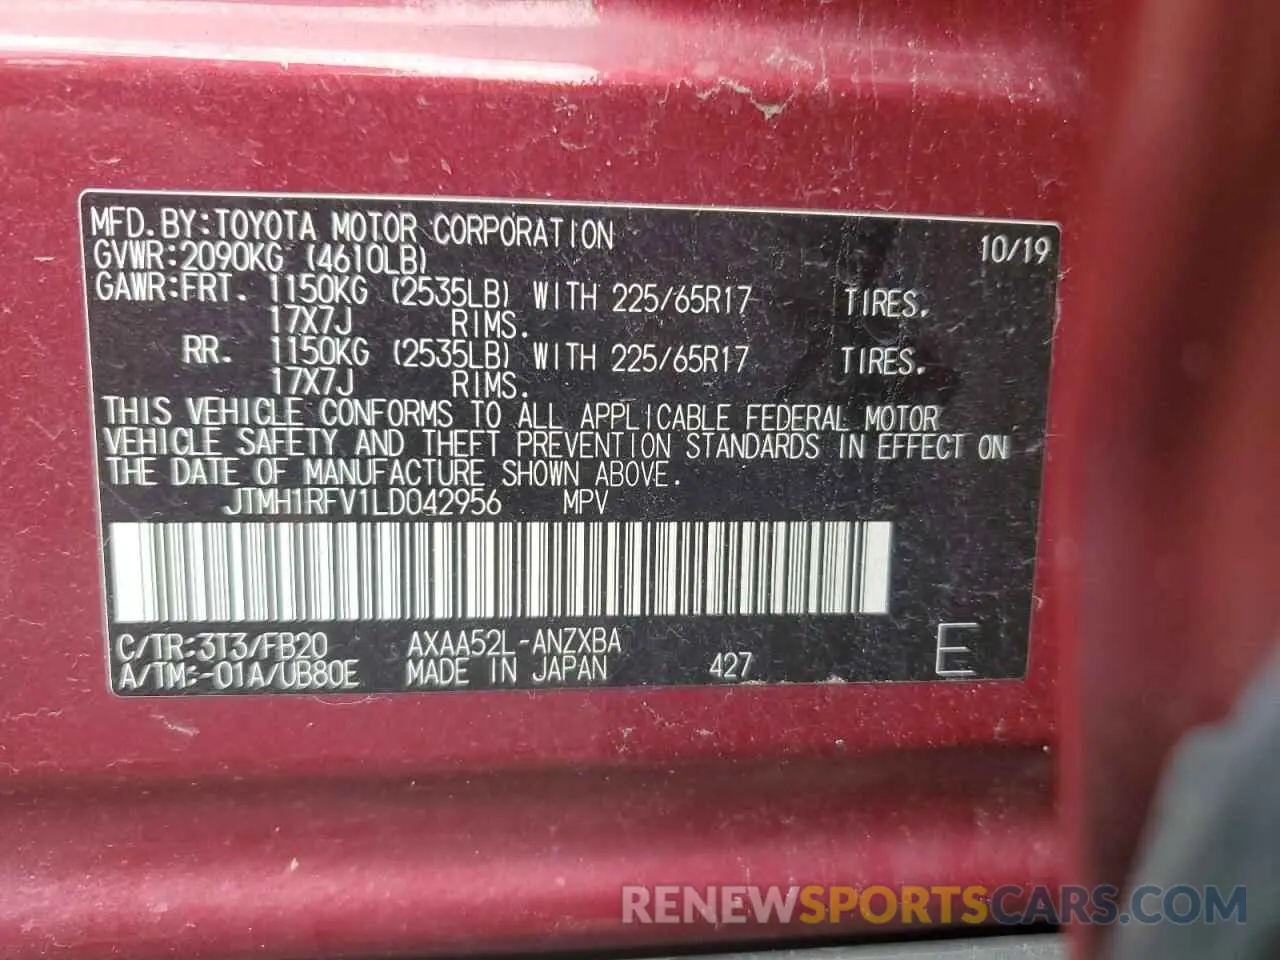 MFD. BY: TOYOTA MOTOR CORPORATION 10/19
GVWR: 2090KG (4610LB)
GAWR: FRT. 1150KG (2535LB) WITH 225/65R17 TIRES.
17X7J RIMS.
RR. 1150KG (2535LB) WITH 225/65R17 TIRES.
17X7J RIMS.
THIS VEHICLE CONFORMS TO ALL APPLICABLE FEDERAL MOTOR
VEHICLE SAFETY AND THEFT PREVENTION STANDARDS IN EFFECT ON
THE DATE OF MANUFACTURE SHOWN ABOVE.
JTMH1RFV1LD042956 MPV
C/TR: 3T3/FB20 AXAA52L-ANZXBA
A/TM: -01A/UB80E MADE IN JAPAN 427 E
RENEWSPORTSCARS.COM